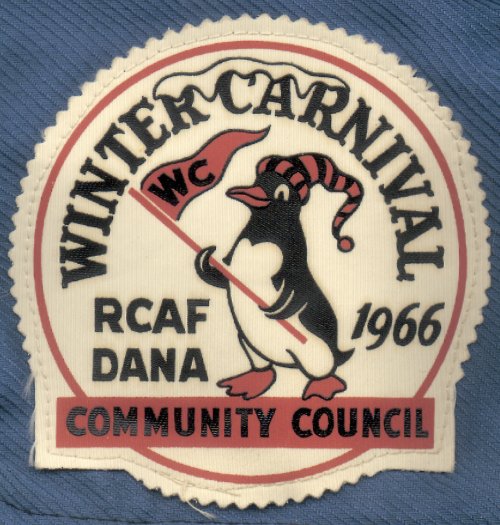 WINTER CARNIVAL
WC
RCAF
DANA
1966
COMMUNITY COUNCIL